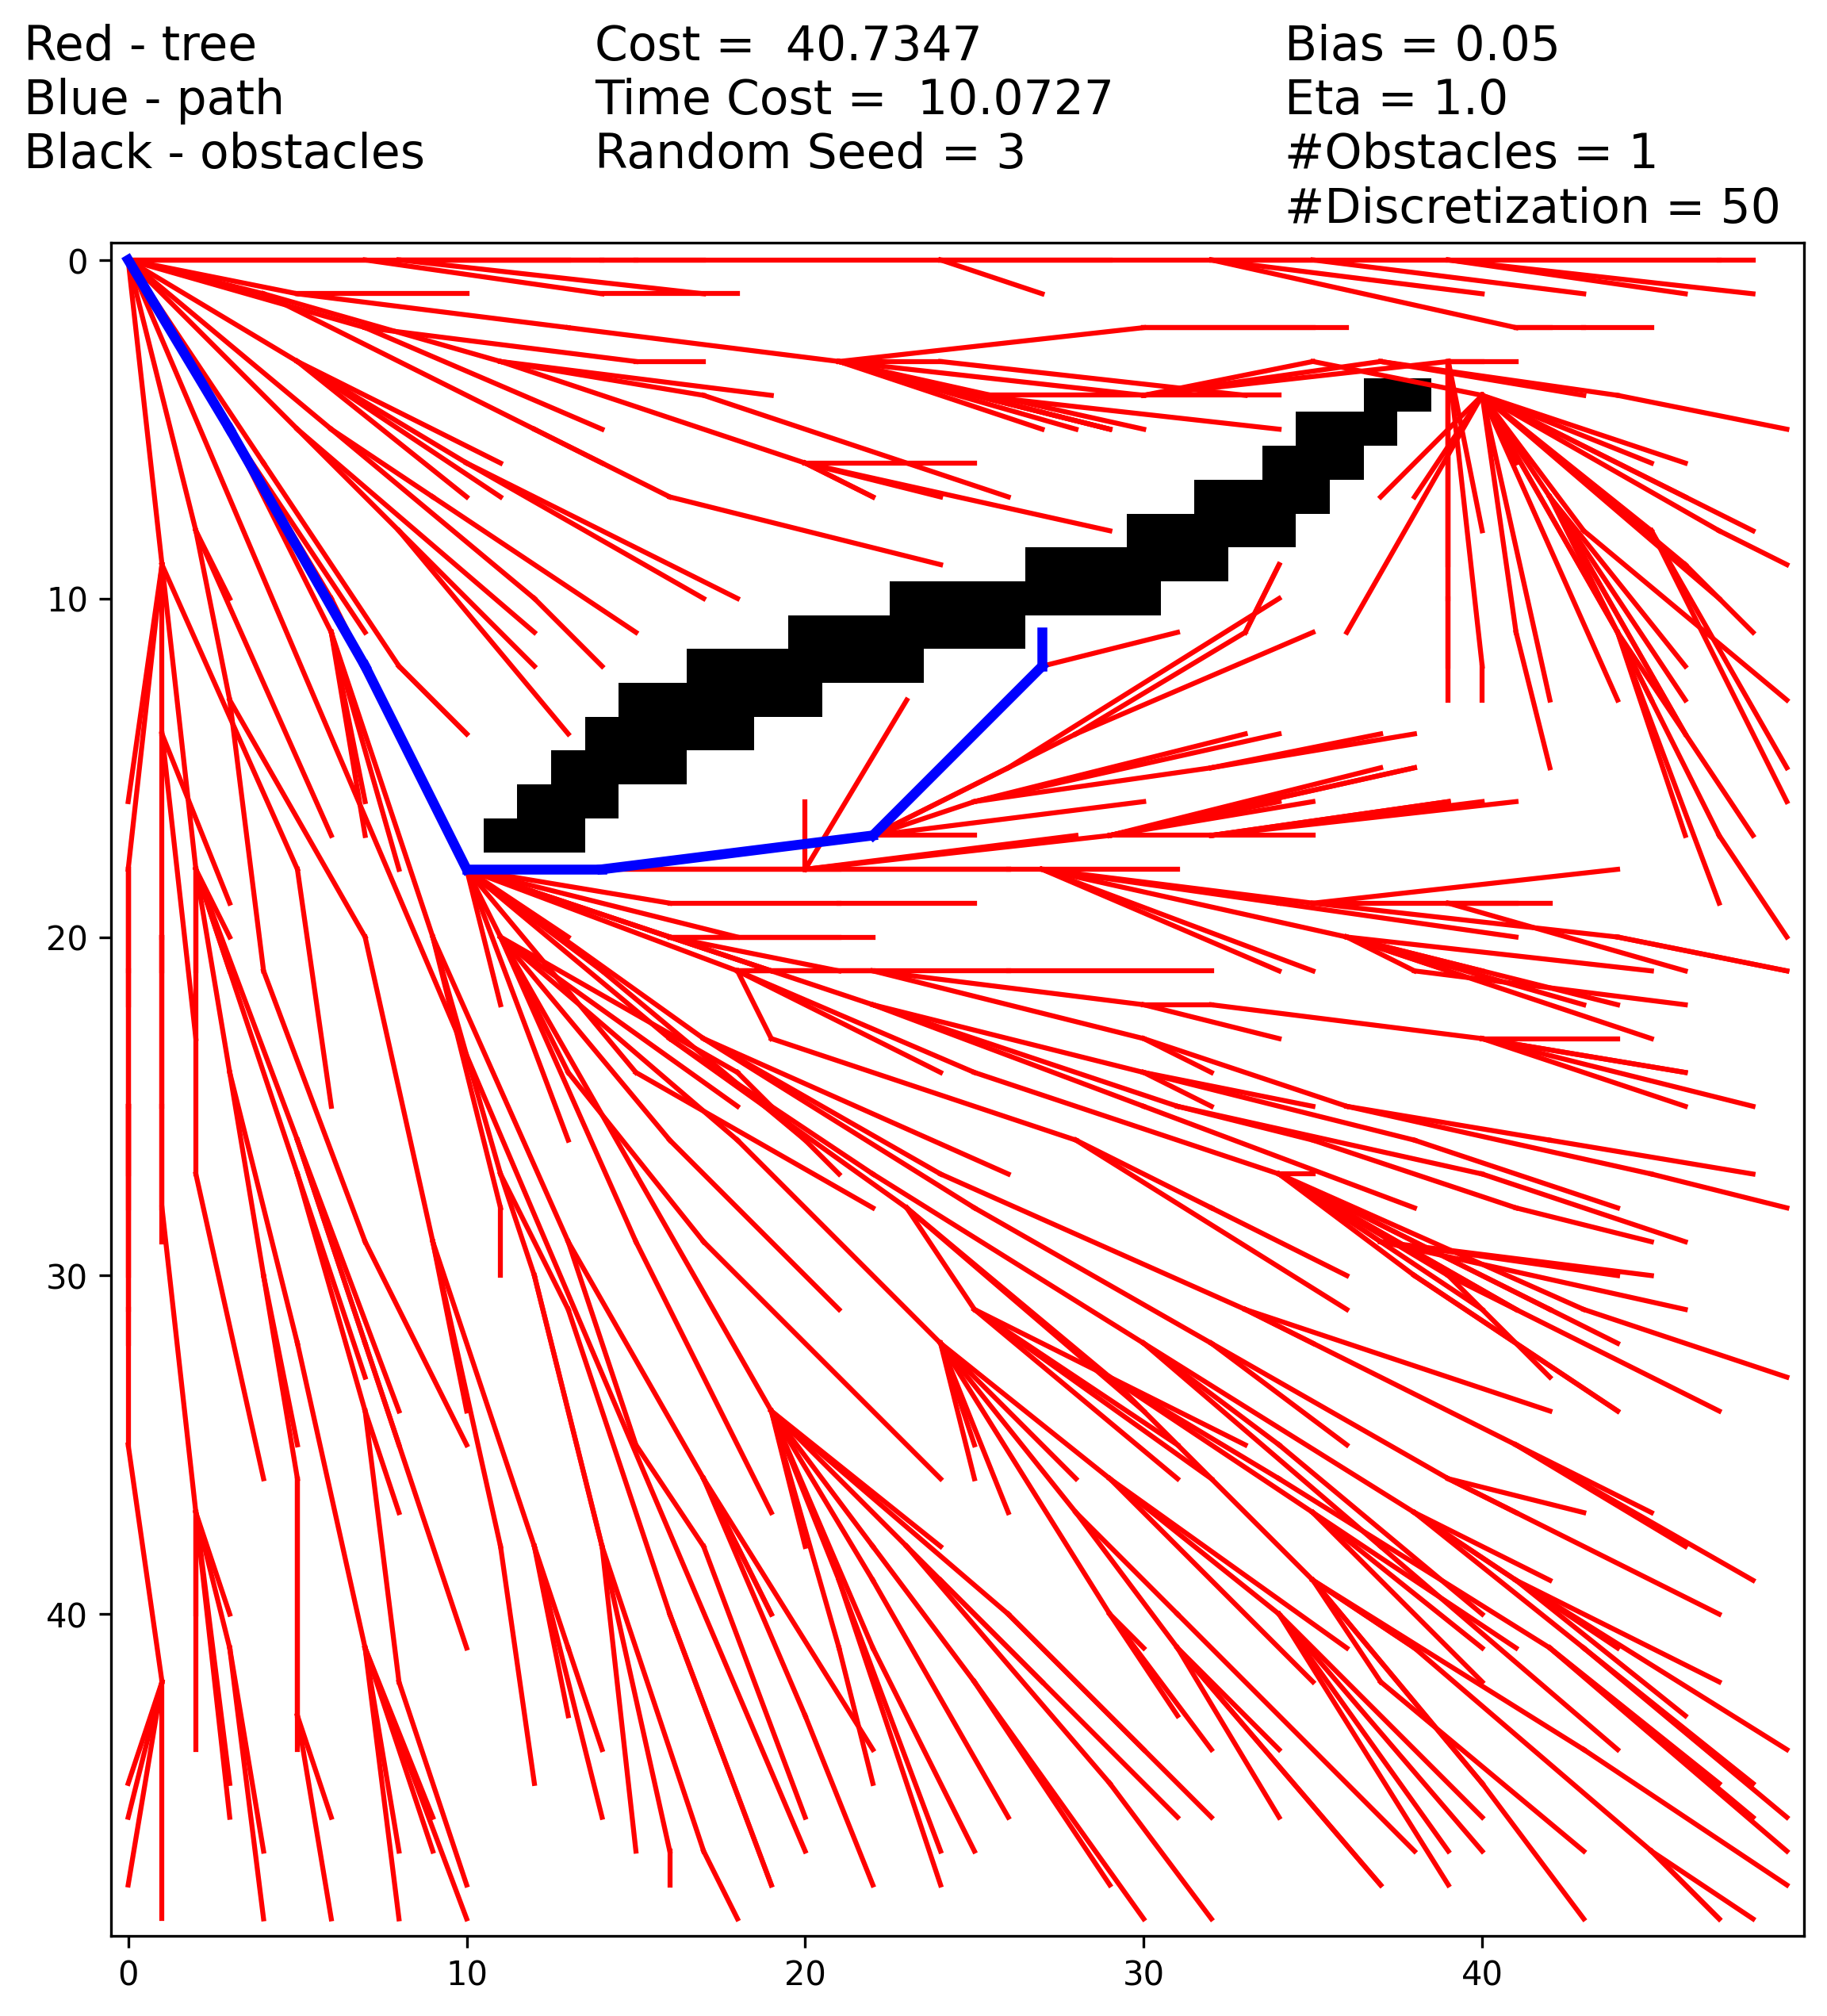 Red - tree
Blue - path
Black - obstacles
Cost = 40.7347
Time Cost = 10.0727
Random Seed = 3
Bias = 0.05
Eta = 1.0
#Obstacles = 1
#Discretization = 50
0
10
20
30
40
0
10
20
30
40